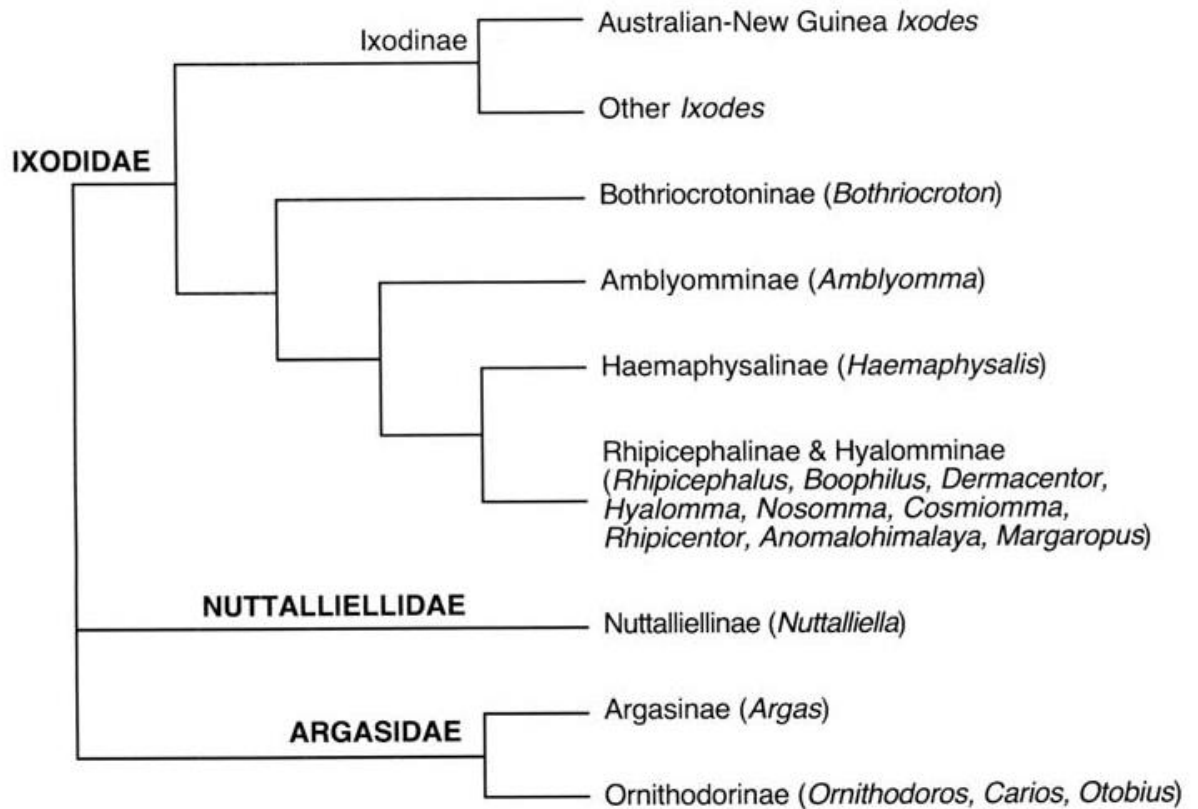 Ixodinae
Australian-New Guinea Ixodes
Other Ixodes
IXODIDAE
Bothriocrotoninae (Bothriocroton)
Amblyomminae (Amblyomma)
Haemaphysalinae (Haemaphysalis)
Rhipicephalinae & Hyalomminae
(Rhipicephalus, Boophilus, Dermacentor,
Hyalomma, Nosomma, Cosmiomma,
Rhipicentor, Anomalohimalaya, Margaropus)
NUTTALLIELLIDAE
Nuttalliellinae (Nuttalliella)
Argasinae (Argas)
ARGASIDAE
Ornithodorinae (Ornithodoros, Carios, Otobius)